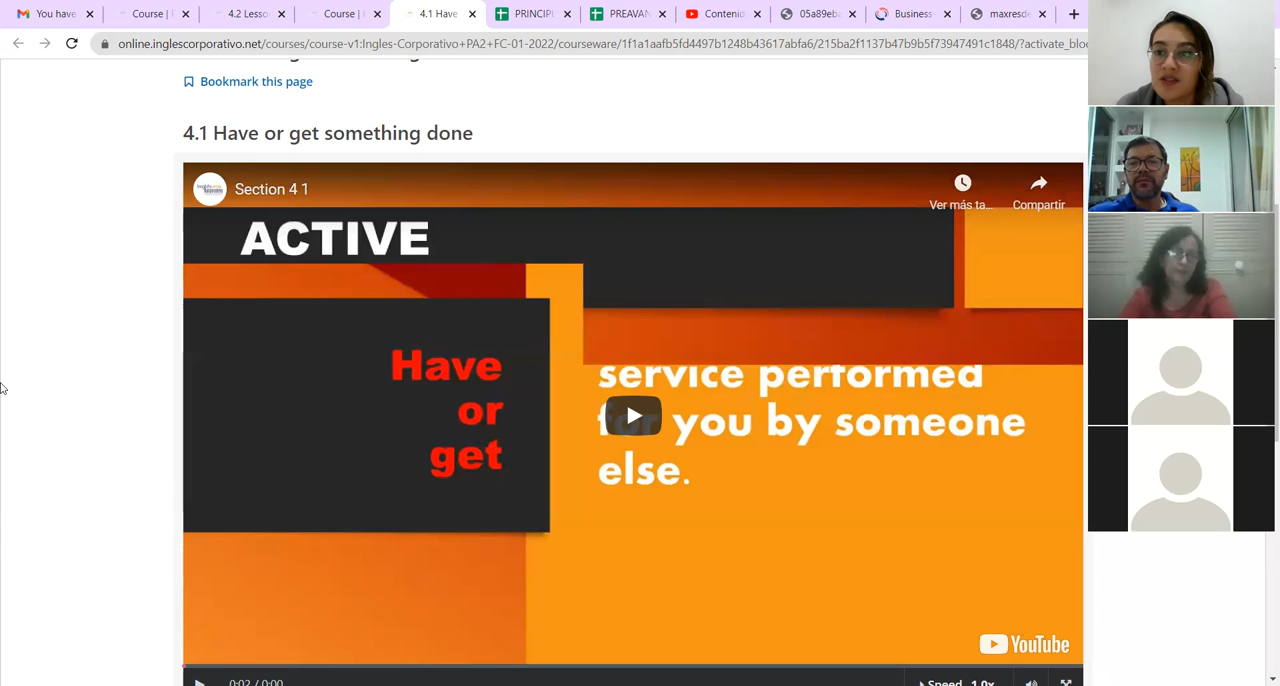 You have
Course |
4.2 Lesso
Course |
4.1 Have
PRINCIPL
PREAVAN
Contenid
05a89eb
Business-
maxresde
online.inglescorporativo.net/courses/course-v1:Ingles-Corporativo+PA2+FC-01-2022/courseware/1f1a1aafb5fd4497b1248b43617abfa6/215ba2f1137b47b9b5f73947491c1848/?activate_bloc
Bookmark this page
4.1 Have or get something done
Section 4 1
Ver más ta...
Compartir
ACTIVE
Have
or
get
service performed
for you by someone
else.
YouTube
0:02 / 0:00
Speed 1.0x